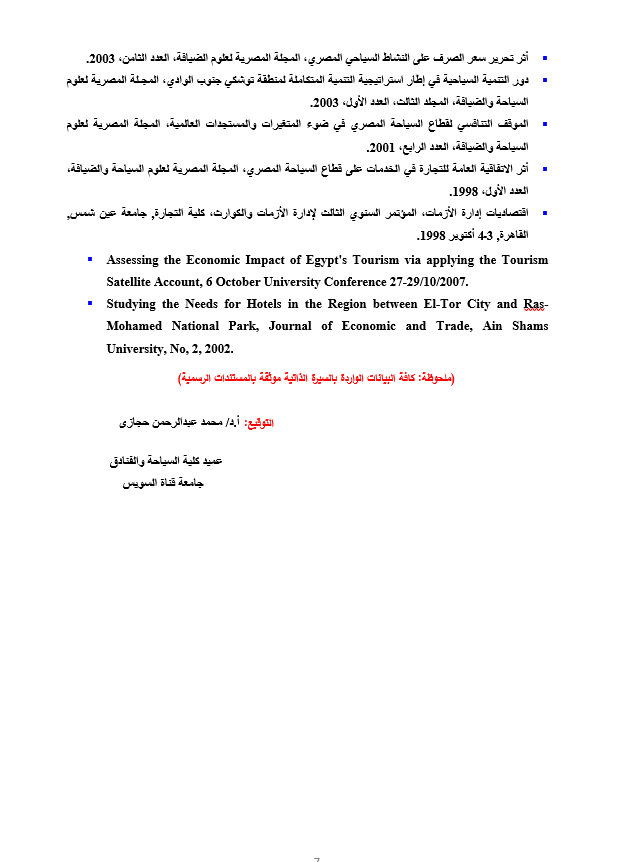 أثر تحرير سعر الصرف على النشاط السياحي المصري، المجلة المصرية لعلوم الضيافة، العدد الثامن، 2003.
دور التنمية السياحية في إطار استراتيجية التنمية المتكاملة لمنطقة توشكي جنوب الوادي، المجلة المصرية لعلوم
السياحة والضيافة، المجلد الثالث، العدد الأول، 2003.
الموقف التنافسي لقطاع السياحة المصري في ضوء المتغيرات والمستجدات العالمية، المجلة المصرية لعلوم
السياحة والضيافة، العدد الرابع، 2001.
أثر الاتفاقية العامة للتجارة في الخدمات على قطاع السياحة المصري، المجلة المصرية لعلوم السياحة والضيافة،
العدد الأول، 1998.
اقتصاديات إدارة الأزمات، المؤتمر السنوي الثالث لإدارة الأزمات والكوارث، كلية التجارة, جامعة عين شمس,
القاهرة, 3-4 أكتوبر 1998.
Assessing the Economic Impact of Egypt's Tourism via applying the Tourism
Satellite Account, 6 October University Conference 27-29/10/2007.
Studying the Needs for Hotels in the Region between El-Tor City and Ras-
Mohamed National Park, Journal of Economic and Trade, Ain Shams
University, No, 2, 2002.
(ملحوظة: كافة البيانات الواردة بالسيرة الذاتية موثقة بالمستندات الرسمية)
التوقيع: أ.د/ محمد عبدالرحمن حجازى
عميد كلية السياحة والفنادق
جامعة قناة السويس